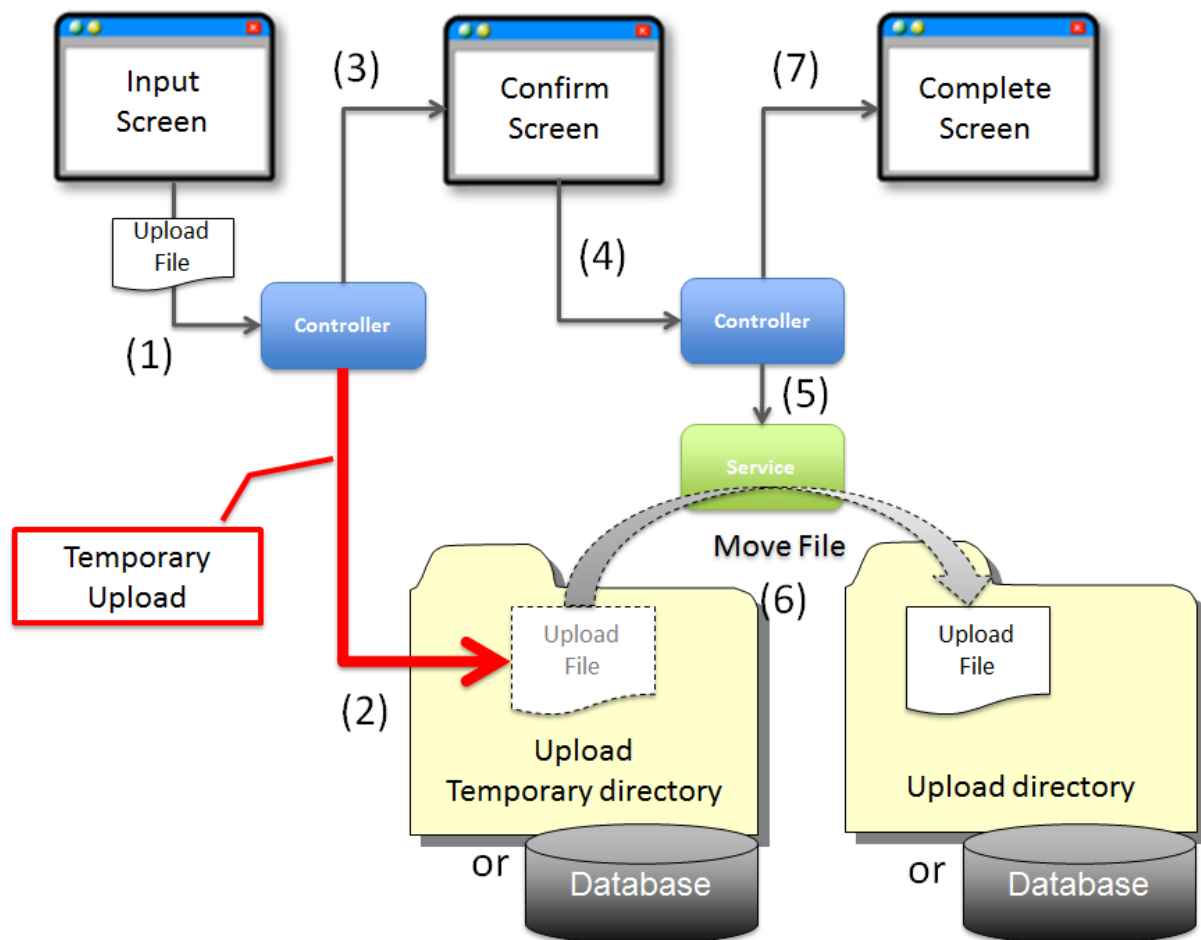 Input
Screen
(3)
Confirm
Screen
(7)
Complete
Screen
Upload
File
(4)
Controller
Controller
(1)
(5)
Service
Temporary
Upload
Move File
(6)
Upload
File
Upload
File
(2)
Upload
Temporary directory
Upload directory
or
Database
or
Database